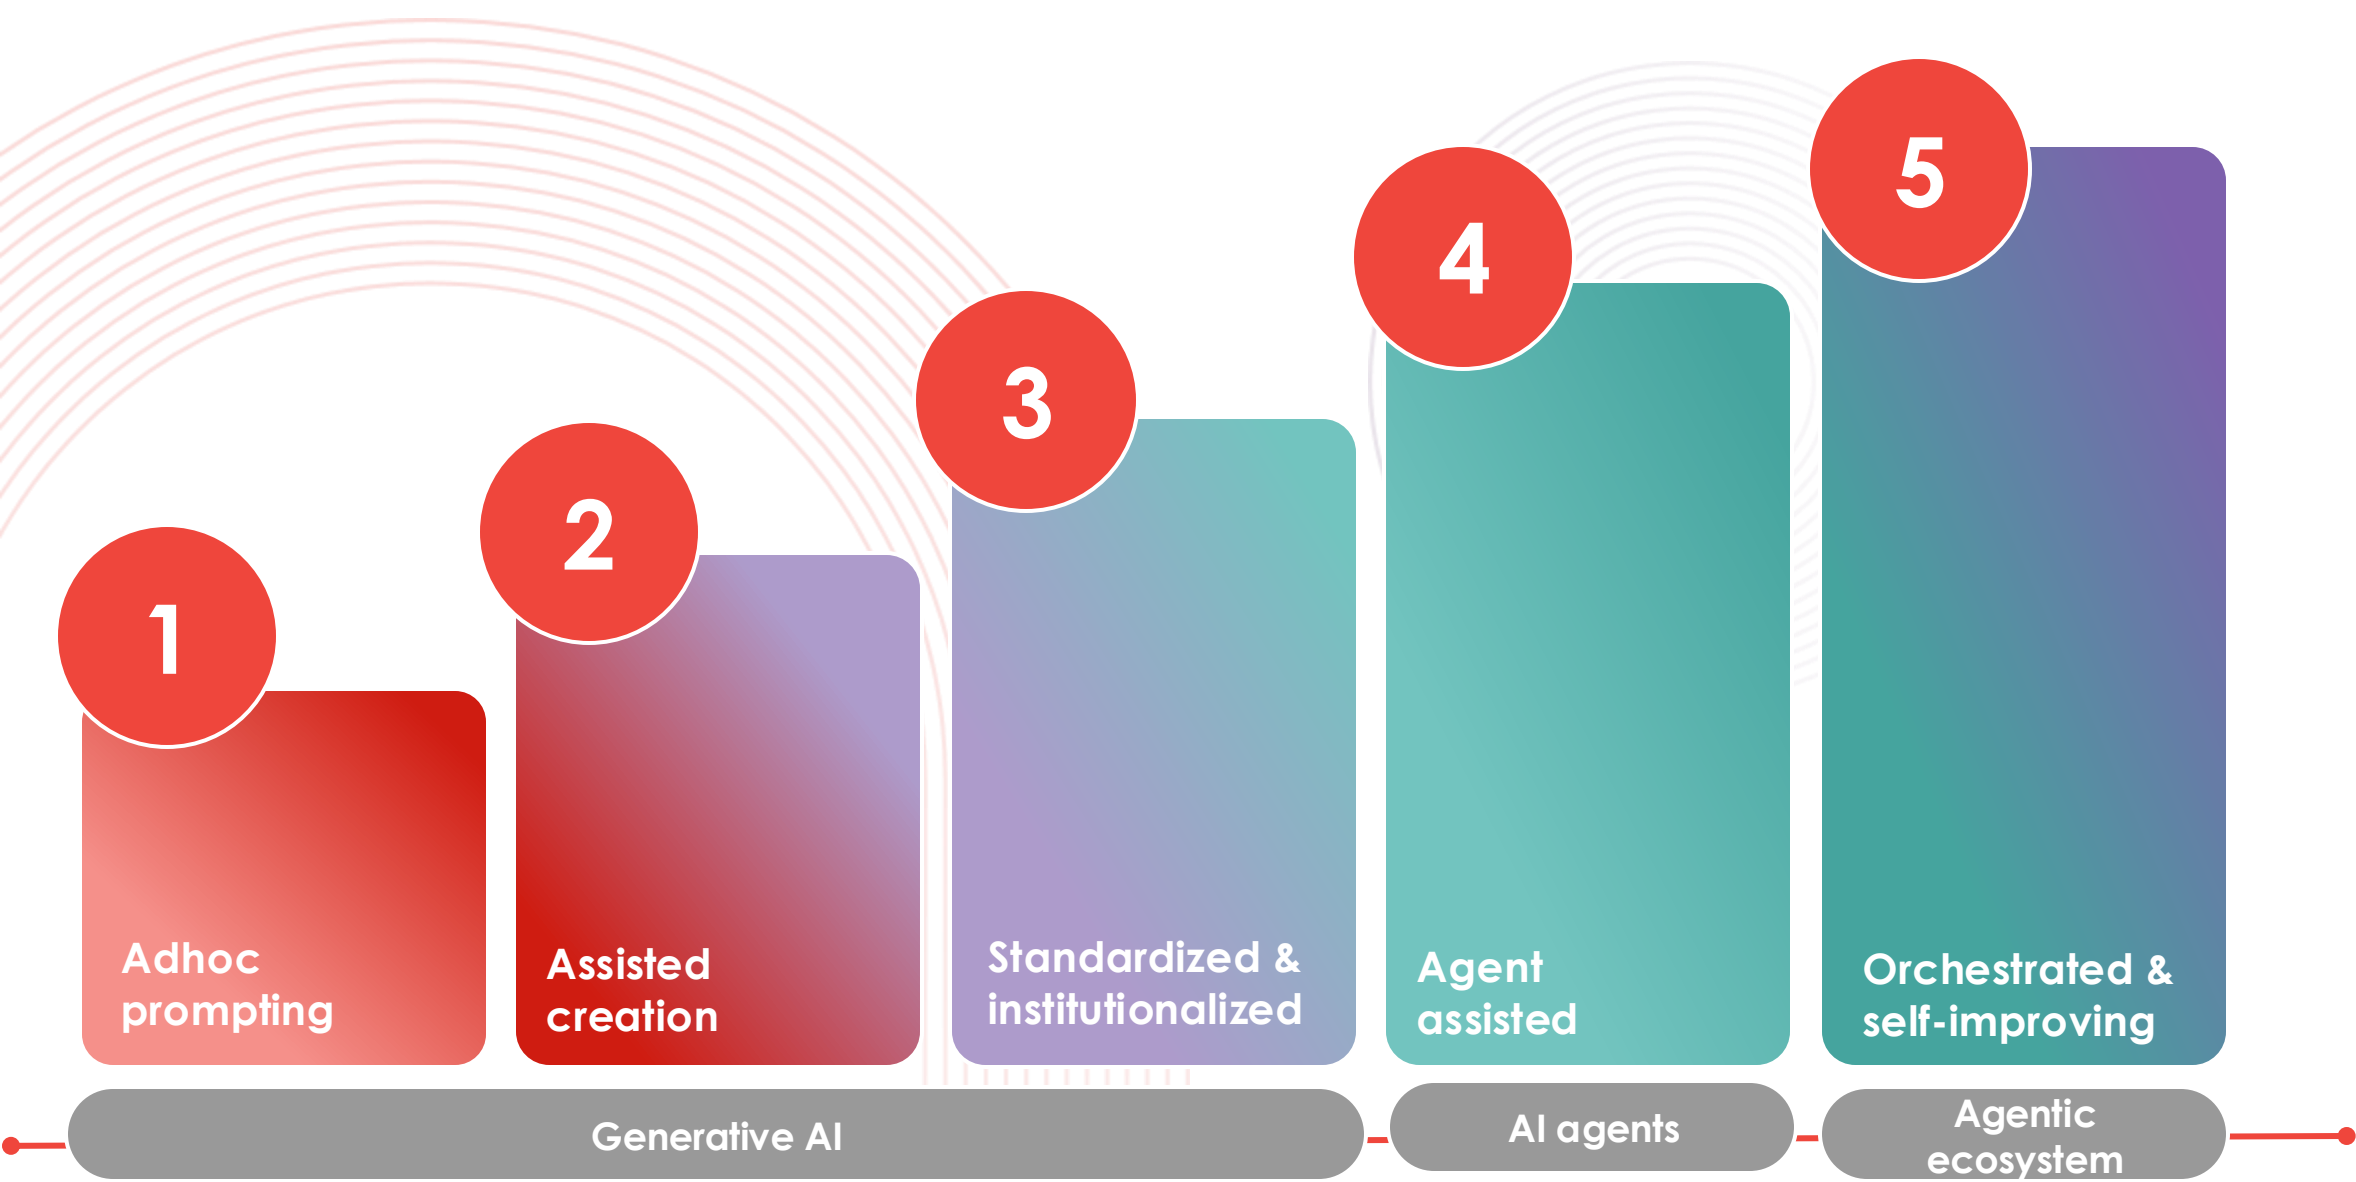 1
Adhoc
prompting
2
Assisted
creation
3
Standardized &
institutionalized
4
Agent
assisted
5
Orchestrated &
self-improving
Generative AI
AI agents
Agentic
ecosystem